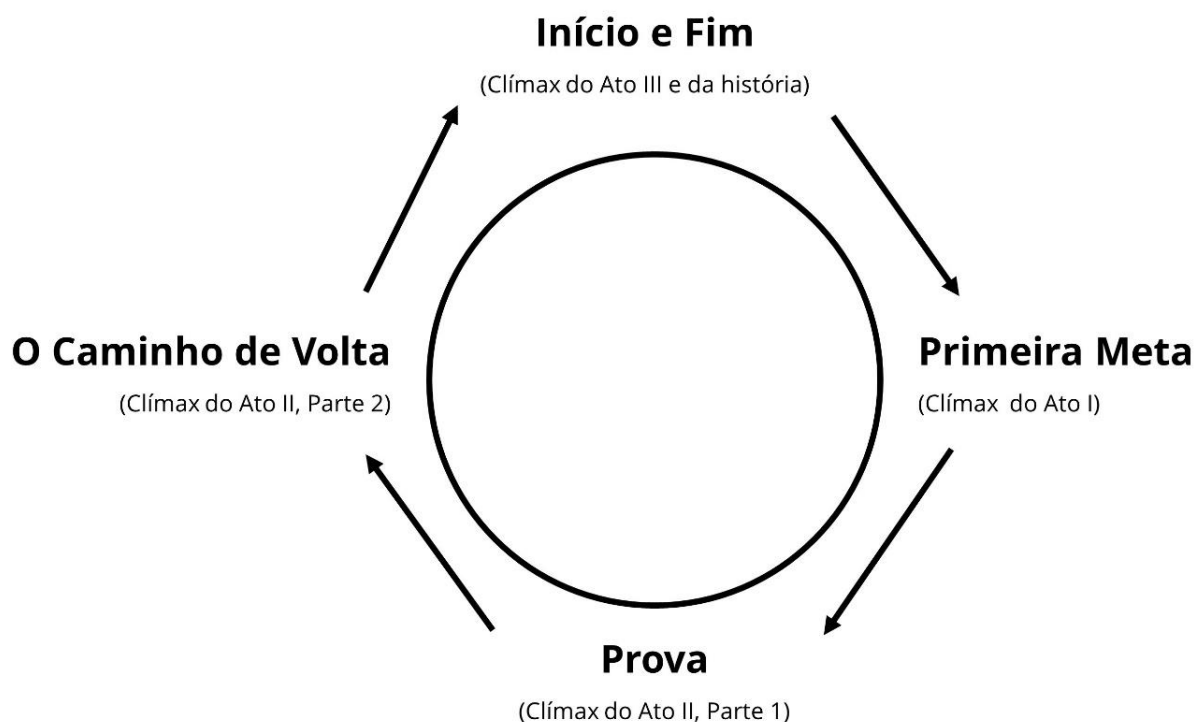 Início e Fim
(Clímax do Ato III e da história)
O Caminho de Volta
(Clímax do Ato II, Parte 2)
Primeira Meta
(Clímax do Ato I)
Prova
(Clímax do Ato II, Parte 1)